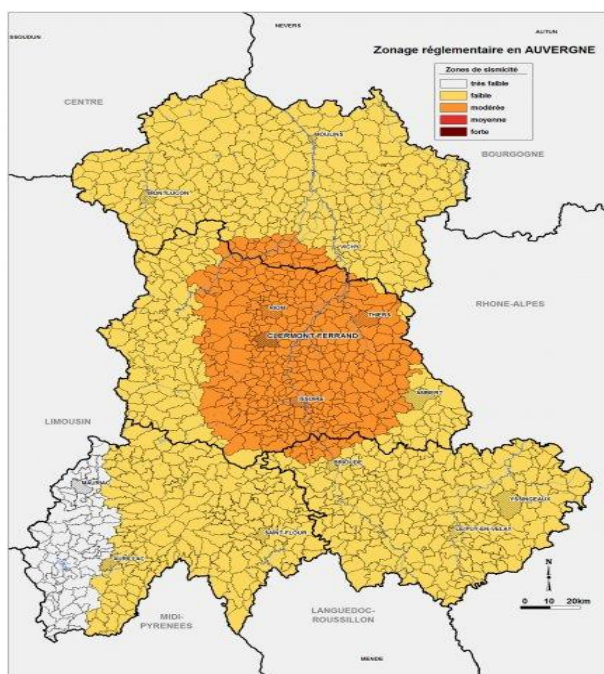 NEVERS
AUTUN
Zonage réglementaire en AUVERGNE
Zones de sismicité
très faible
faible
modérée
moyenne
forte
CENTRE
MOULINS
BOURGOGNE
MONTLUCON
VICHY
RIOM
THIERS
RHONE-ALPES
CLERMONT-FERRAND
ISSOIRE
AMBERT
LIMOUSIN
BRIOUDE
MAURIAC
YSSINGEAUX
LE-PUY-EN-VELAY
SAINT-FLOUR
AURILLAC
N
0 10 20km
MIDI-
PYRENEES
LANGUEDOC-
ROUSSILLON
MENDE